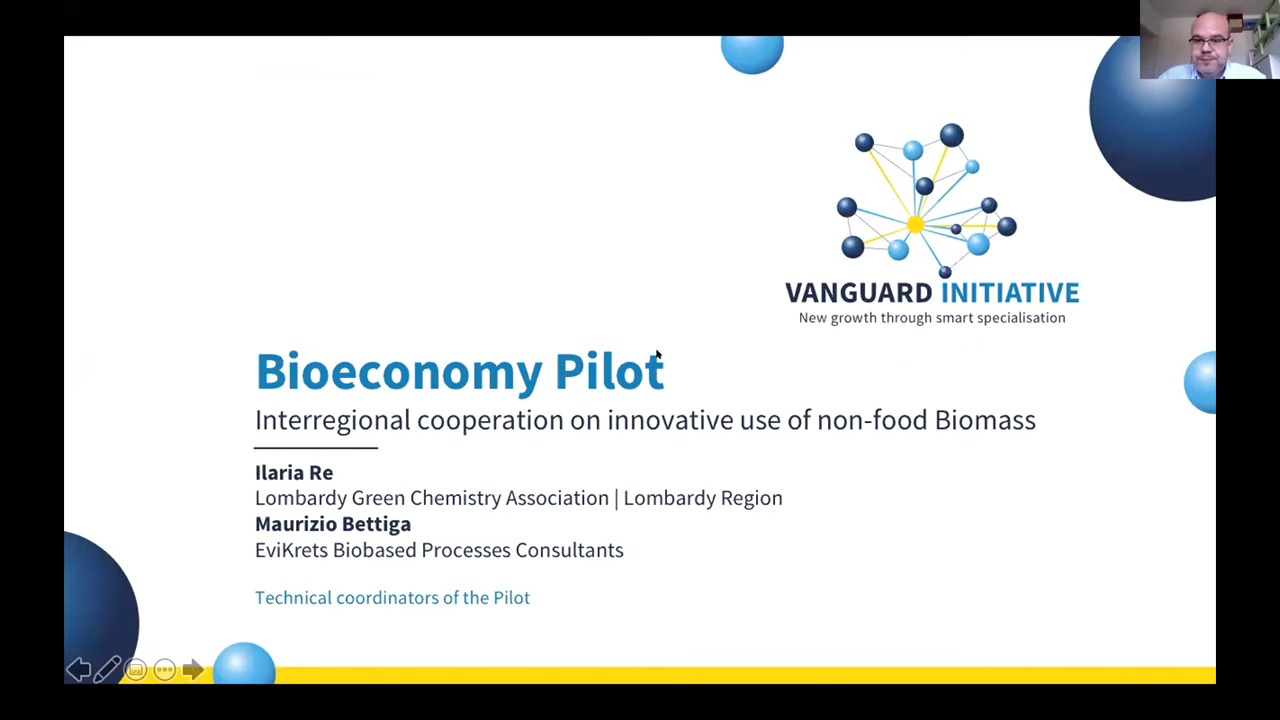 VANGUARD INITIATIVE
New growth through smart specialisation
Bioeconomy Pilot
Interregional cooperation on innovative use of non-food Biomass
Ilaria Re
Lombardy Green Chemistry Association | Lombardy Region
Maurizio Bettiga
EviKrets Biobased Processes Consultants
Technical coordinators of the Pilot